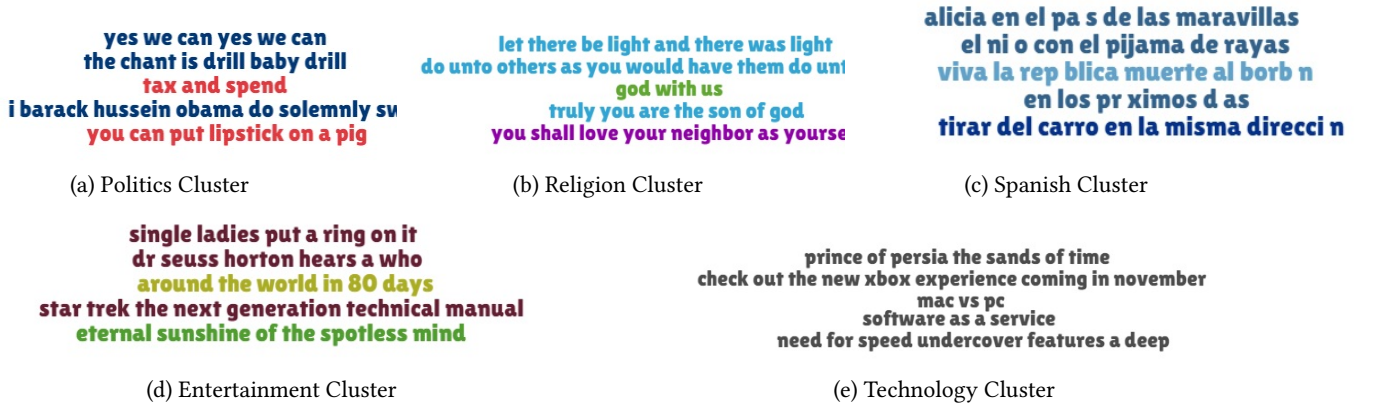 yes we can yes we can
the chant is drill baby drill
tax and spend
i barack hussein obama do solemnly sw
you can put lipstick on a pig
(a) Politics Cluster
let there be light and there was light
do unto others as you would have them do unt
god with us
truly you are the son of god
you shall love your neighbor as yourse
(b) Religion Cluster
alicia en el pa s de las maravillas
el ni o con el pijama de rayas
viva la rep blica muerte al borb n
en los pr ximos d as
tirar del carro en la misma direcci n
(c) Spanish Cluster
single ladies put a ring on it
dr seuss horton hears a who
around the world in 80 days
star trek the next generation technical manual
eternal sunshine of the spotless mind
(d) Entertainment Cluster
prince of persia the sands of time
check out the new xbox experience coming in november
mac vs pc
software as a service
need for speed undercover features a deep
(e) Technology Cluster